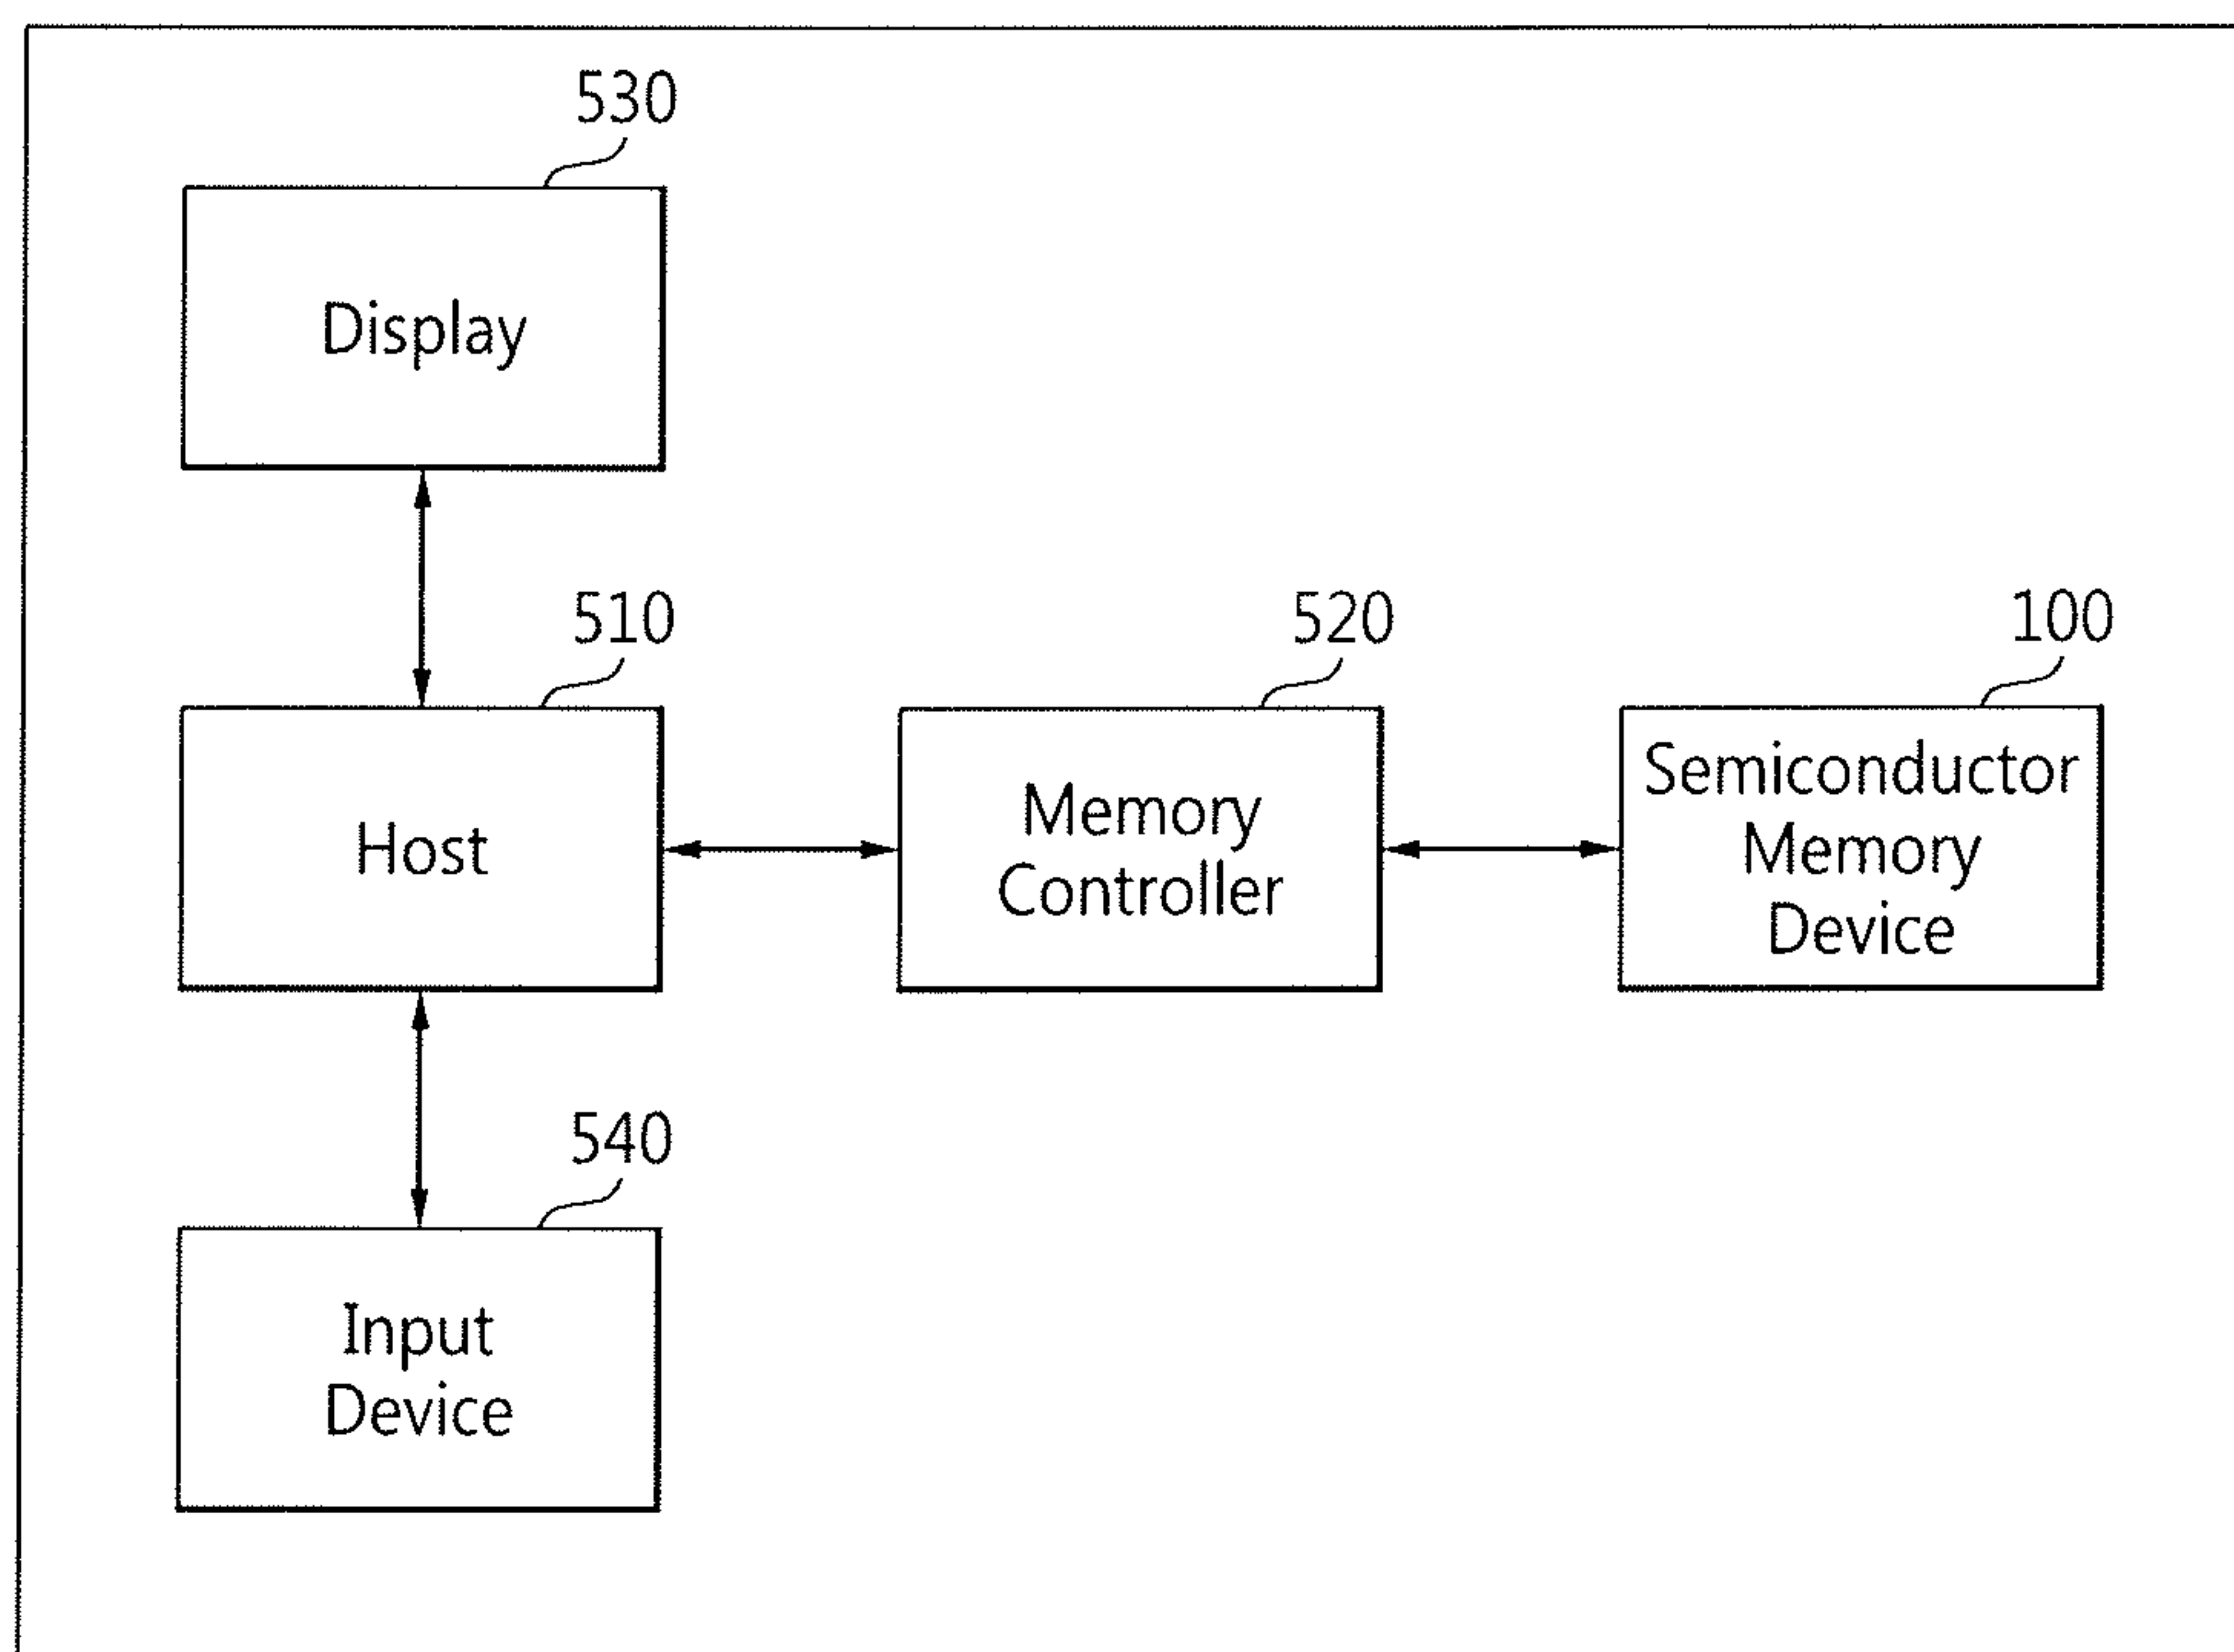 530
Display
510
Host
520
Memory
Controller
100
Semiconductor
Memory
Device
540
Input
Device